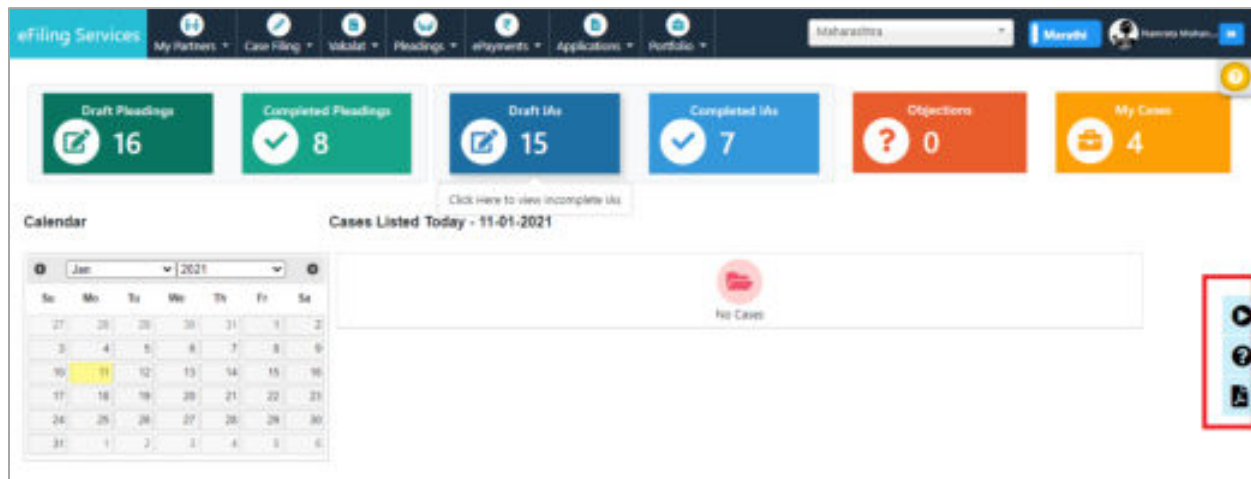 eFiling Services
My Partners
Case Filing
Vakalat
Pleadings
ePayments
Applications
Portfolio
Maharashtra
Marathi
Draft Pleadings
16
Completed Pleadings
8
Draft IAs
15
Completed IAs
7
Objections
0
My Cases
4
Click Here to view incomplete IAs
Calendar
Cases Listed Today - 11-01-2021
Jan 2021
Su Mo Tu We Th Fr Sa
27 28 29 30 31 1 2
3 4 5 6 7 8 9
10 11 12 13 14 15 16
17 18 19 20 21 22 23
24 25 26 27 28 29 30
31 1 2 3 4 5 6
No Cases